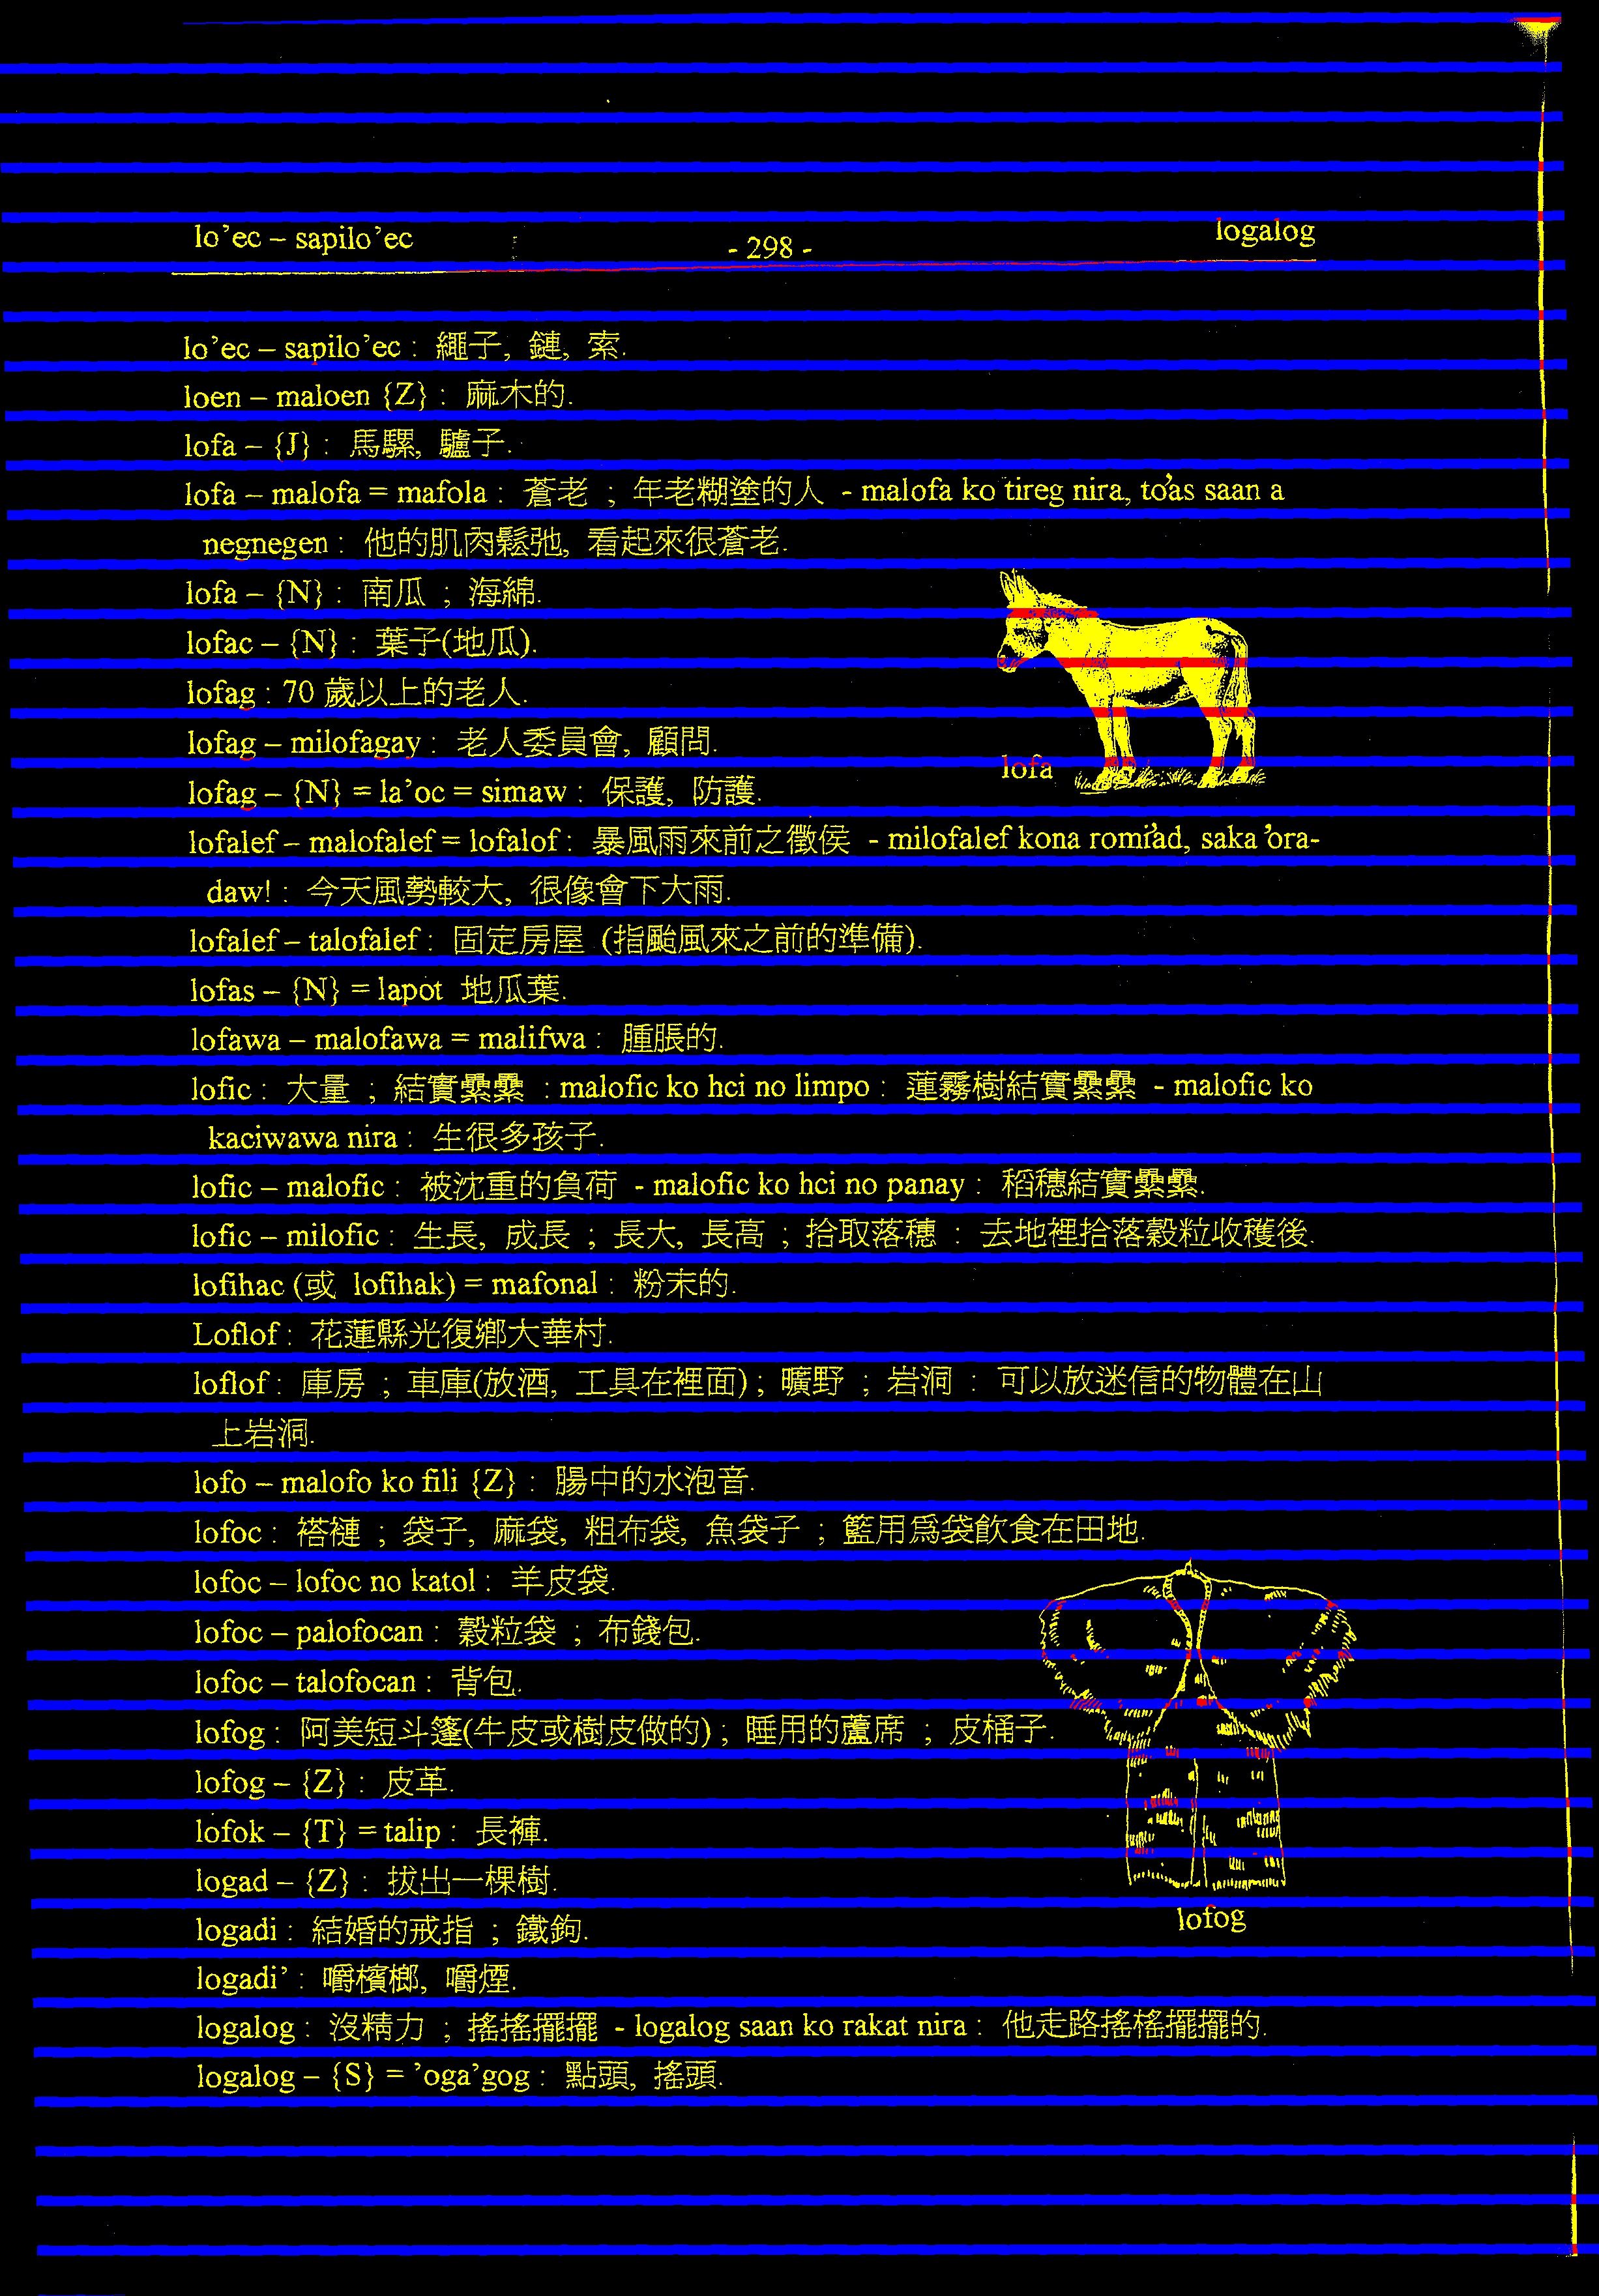 lo’ec – sapilo’ec - 298 - logalog
lo’ec – sapilo’ec : 繩子, 鏈, 索.
loen – maloen {Z} : 麻木的.
lofa – {J} : 馬騾, 驢子.
lofa – malofa = mafola : 蒼老 ; 年老糊塗的人 - malofa ko tireg nira, to’as saan a
negnegen : 他的肌肉鬆弛, 看起來很蒼老.
lofa – {N} : 南瓜 ; 海綿.
lofac – {N} : 葉子(地瓜).
lofag : 70 歲以上的老人.
lofag – milofagay : 老人委員會, 顧問.
lofa
lofag – {N} = la’oc = simaw : 保護, 防護.
lofalef – malofalef = lofalof : 暴風雨來前之徵侯 - milofalef kona romi’ad, saka ’ora-
daw! : 今天風勢較大, 很像會下大雨.
lofalef – talofalef : 固定房屋 (指颱風來之前的準備).
lofas – {N} = lapot 地瓜葉.
lofawa – malofawa = malifwa : 腫脹的.
lofic : 大量 ; 結實纍纍 : malofic ko hci no limpo : 蓮霧樹結實纍纍 - malofic ko
kaciwawa nira : 生很多孩子.
lofic – malofic : 被沈重的負荷 - malofic ko hci no panay : 稻穗結實纍纍.
lofic – milofic : 生長, 成長 ; 長大, 長高 ; 拾取落穗 : 去地裡拾落穀粒收穫後.
lofihac (或 lofihak) = mafonal : 粉末的.
Loflof : 花蓮縣光復鄉大華村.
loflof : 庫房 ; 車庫(放酒, 工具在裡面) ; 曠野 ; 岩洞 : 可以放迷信的物體在山
上岩洞.
lofo – malofo ko fili {Z} : 腸中的水泡音.
lofoc : 褡褳 ; 袋子, 麻袋, 粗布袋, 魚袋子 ; 籃用爲袋飲食在田地.
lofoc – lofoc no katol : 羊皮袋.
lofoc – palofocan : 穀粒袋 ; 布錢包.
lofoc – talofocan : 背包.
lofog : 阿美短斗篷(牛皮或樹皮做的) ; 睡用的蘆席 ; 皮桶子.
lofog – {Z} : 皮革.
lofok – {T} = talip : 長褲.
logad – {Z} : 拔出一棵樹.
lofog
logadi : 結婚的戒指 ; 鐵鉤.
logadi’ : 嚼檳榔, 嚼煙.
logalog : 沒精力 ; 搖搖擺擺 - logalog saan ko rakat nira : 他走路搖榣擺擺的.
logalog – {S} = ’oga’gog : 點頭, 搖頭.